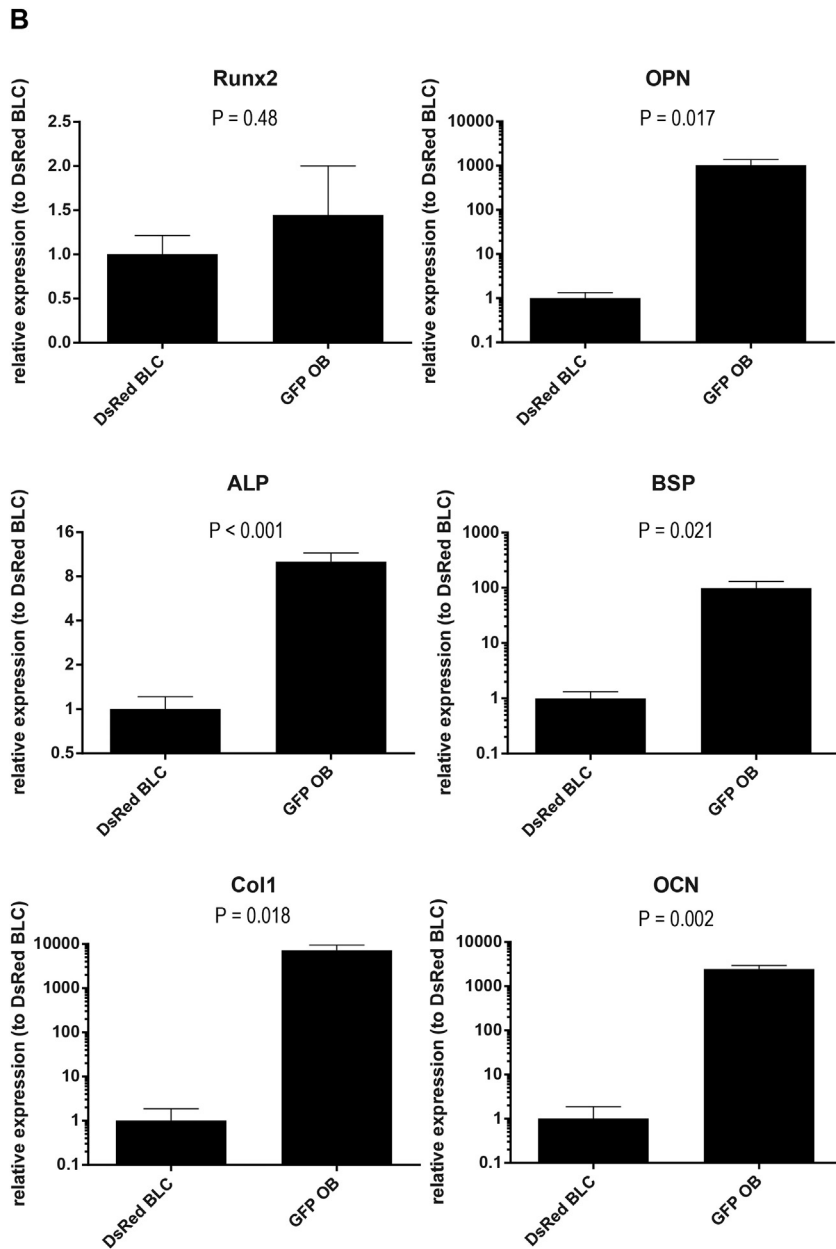 B
Runx2
P = 0.48
relative expression (to DsRed BLC)
2.5
2.0
1.5
1.0
0.5
0.0
DsRed BLC
GFP OB
OPN
P = 0.017
relative expression (to DsRed BLC)
10000
1000
100
10
1
0.1
DsRed BLC
GFP OB
ALP
P < 0.001
relative expression (to DsRed BLC)
16
8
4
2
1
0.5
DsRed BLC
GFP OB
BSP
P = 0.021
relative expression (to DsRed BLC)
1000
100
10
1
0.1
DsRed BLC
GFP OB
Col1
P = 0.018
relative expression (to DsRed BLC)
10000
1000
100
10
1
0.1
DsRed BLC
GFP OB
OCN
P = 0.002
relative expression (to DsRed BLC)
10000
1000
100
10
1
0.1
DsRed BLC
GFP OB